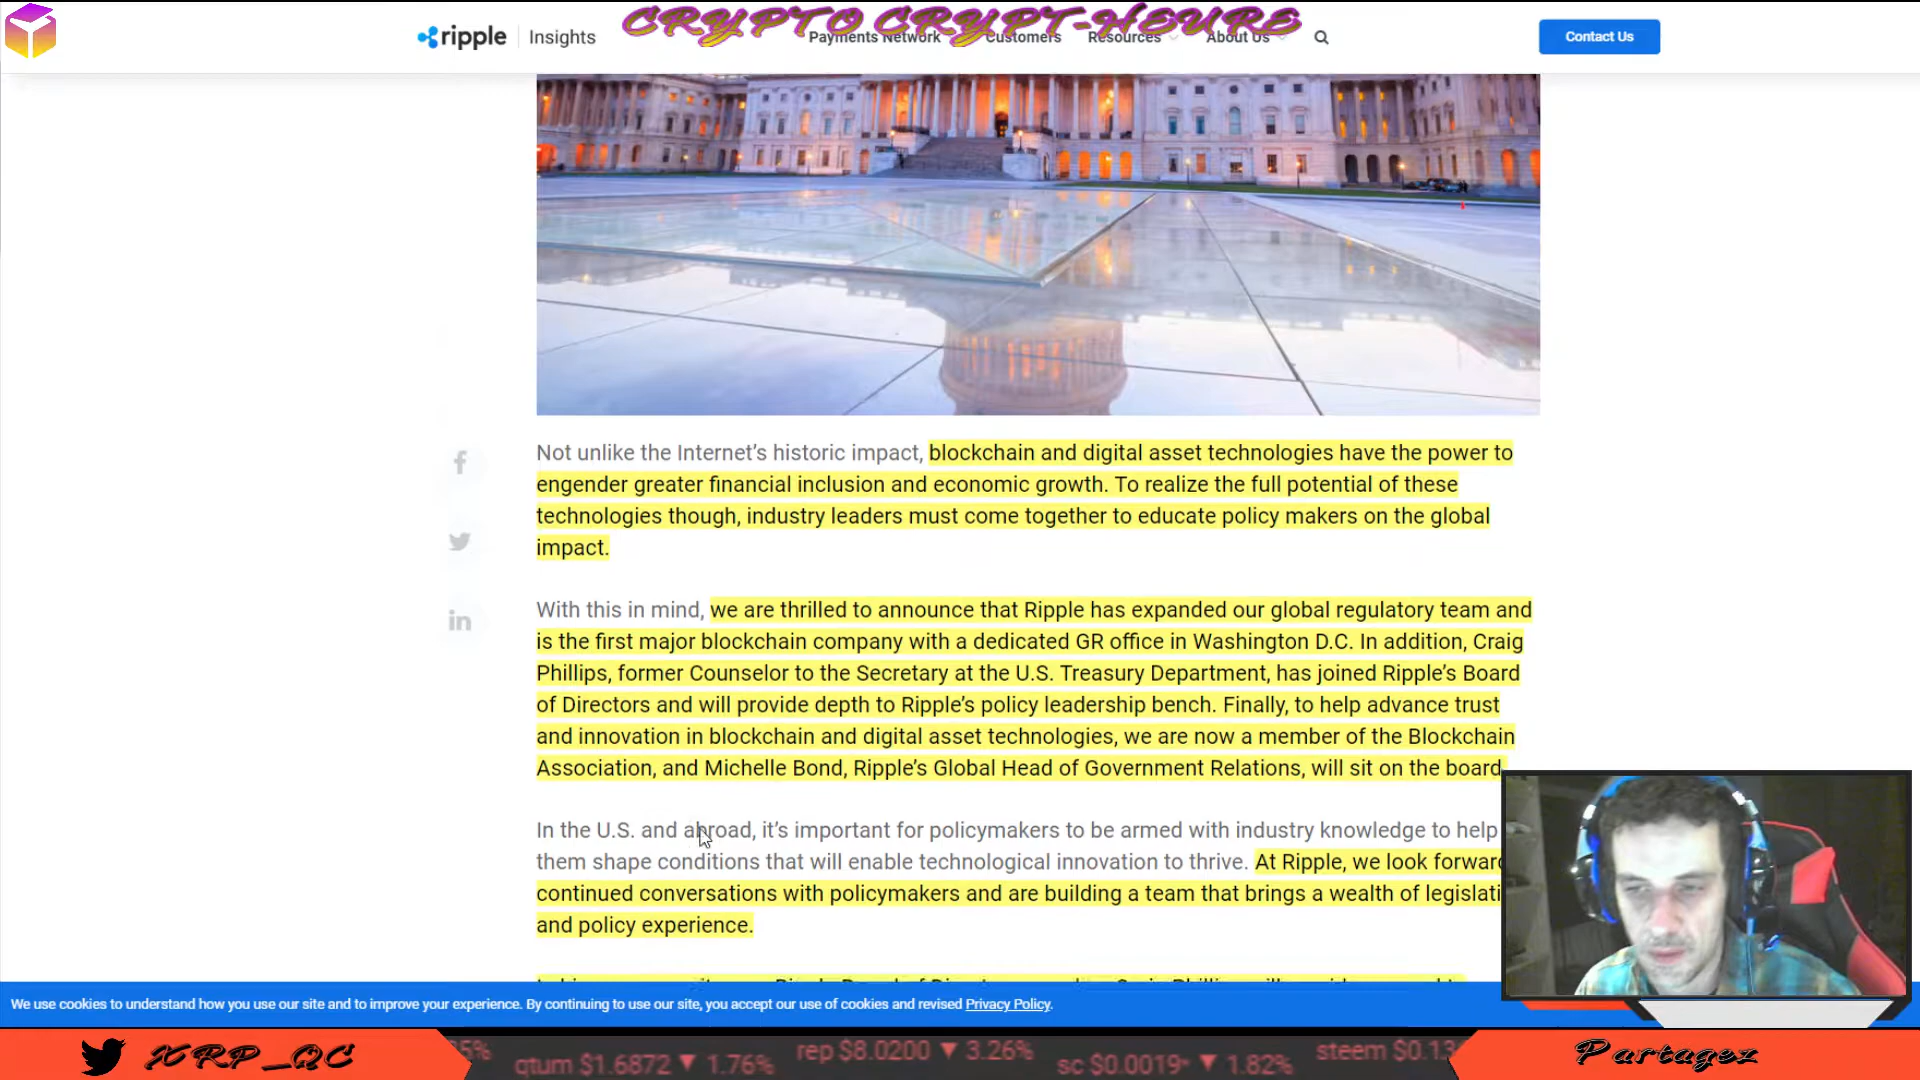 CRYPTO CRYPT-HEURE
ripple Insights Payments Network Customers Resources About Us Contact Us
Not unlike the Internet’s historic impact, blockchain and digital asset technologies have the power to
engender greater financial inclusion and economic growth. To realize the full potential of these
technologies though, industry leaders must come together to educate policy makers on the global
impact.
With this in mind, we are thrilled to announce that Ripple has expanded our global regulatory team and
is the first major blockchain company with a dedicated GR office in Washington D.C. In addition, Craig
Phillips, former Counselor to the Secretary at the U.S. Treasury Department, has joined Ripple’s Board
of Directors and will provide depth to Ripple’s policy leadership bench. Finally, to help advance trust
and innovation in blockchain and digital asset technologies, we are now a member of the Blockchain
Association, and Michelle Bond, Ripple’s Global Head of Government Relations, will sit on the board.
In the U.S. and abroad, it’s important for policymakers to be armed with industry knowledge to help
them shape conditions that will enable technological innovation to thrive. At Ripple, we look forward
continued conversations with policymakers and are building a team that brings a wealth of legislati
and policy experience.
We use cookies to understand how you use our site and to improve your experience. By continuing to use our site, you accept our use of cookies and revised Privacy Policy.
XRP_QC 5% qtum $1.6872 ▼ 1.76% rep $8.0200 ▼ 3.26% sc $0.0019* ▼ 1.82% steem $0.13 Partagez